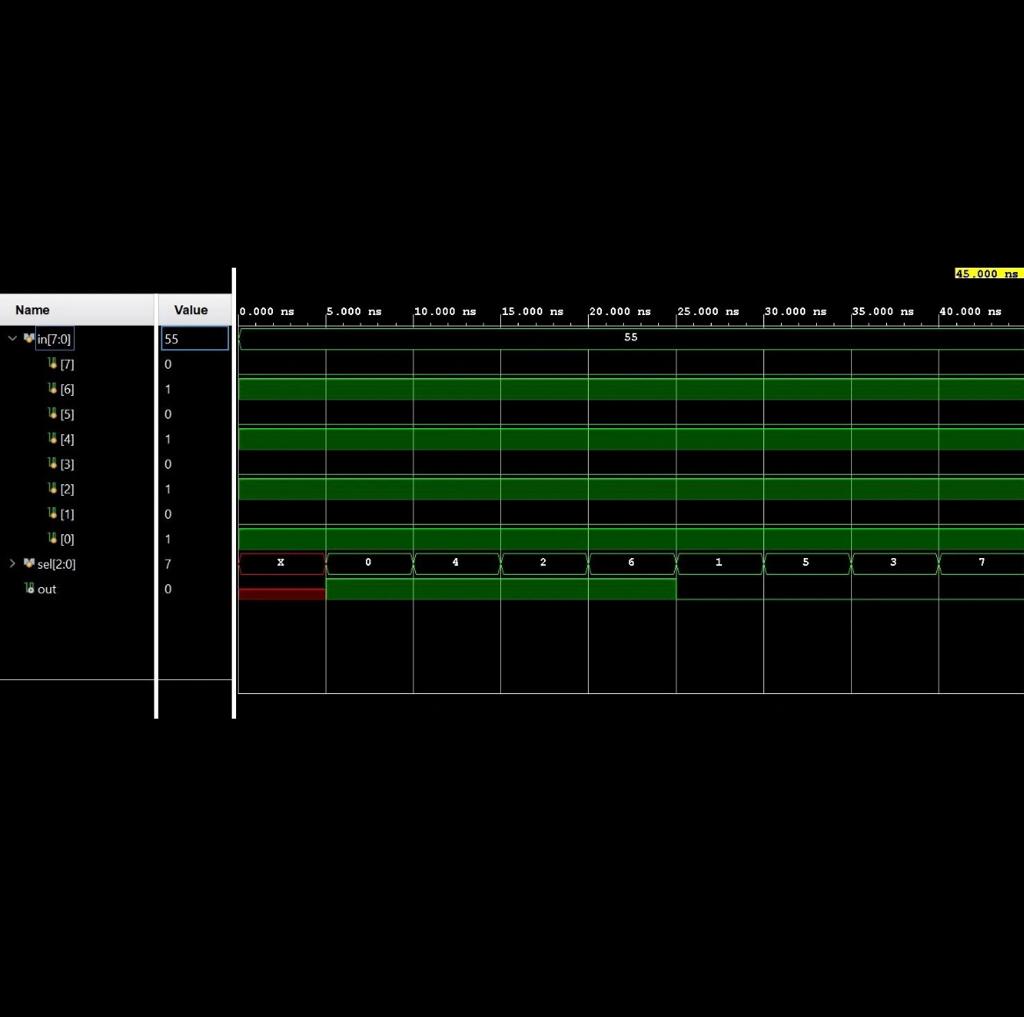 45.000 ns
Name Value
0.000 ns 5.000 ns 10.000 ns 15.000 ns 20.000 ns 25.000 ns 30.000 ns 35.000 ns 40.000 ns
in[7:0] 55 55
[7] 0
[6] 1
[5] 0
[4] 1
[3] 0
[2] 1
[1] 0
[0] 1
sel[2:0] 7 X 0 4 2 6 1 5 3 7
out 0